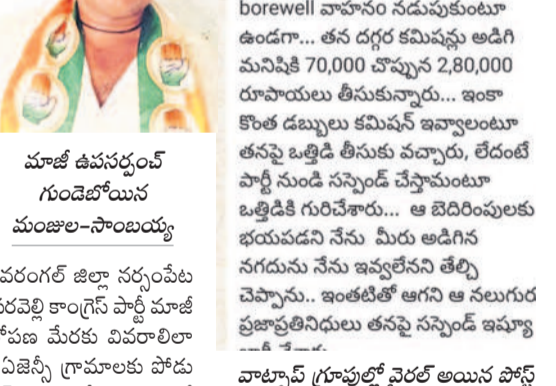 మాజీ ఉపసర్పంచ్
గుండెబోయిన
మంజుల-సాంబయ్య
వరంగల్ జిల్లా నర్సంపేట
కాంగ్రెస్ పార్టీ మాజీ
మేరకు వివరాలిలా
ఏజెన్సీ గ్రామాలకు పోడు
borewell వాహనం నడుపుకుంటూ
ఉండగా... తన దగ్గర కమిషన్లు అడిగి
మనిషికి 70,000 చొప్పున 2,80,000
రూపాయలు తీసుకున్నారు... ఇంకా
కొంత డబ్బులు కమిషన్ ఇవ్వాలంటూ
తనపై ఒత్తిడి తీసుకు వచ్చారు, లేదంటే
పార్టీ నుండి సస్పెండ్ చేస్తామంటూ
ఒత్తిడికి గురిచేశారు... ఆ బెదిరింపులకు
భయపడని నేను మీరు అడిగిన
నగదును నేను ఇవ్వలేనని తేల్చి
చెప్పాను.. ఇంతటితో ఆగని ఆ నలుగురు
ప్రజాప్రతినిధులు తనపై సస్పెండ్ ఇష్యూ
వాట్సాప్ గ్రూపుల్లో వైరల్ అయిన పోస్ట్